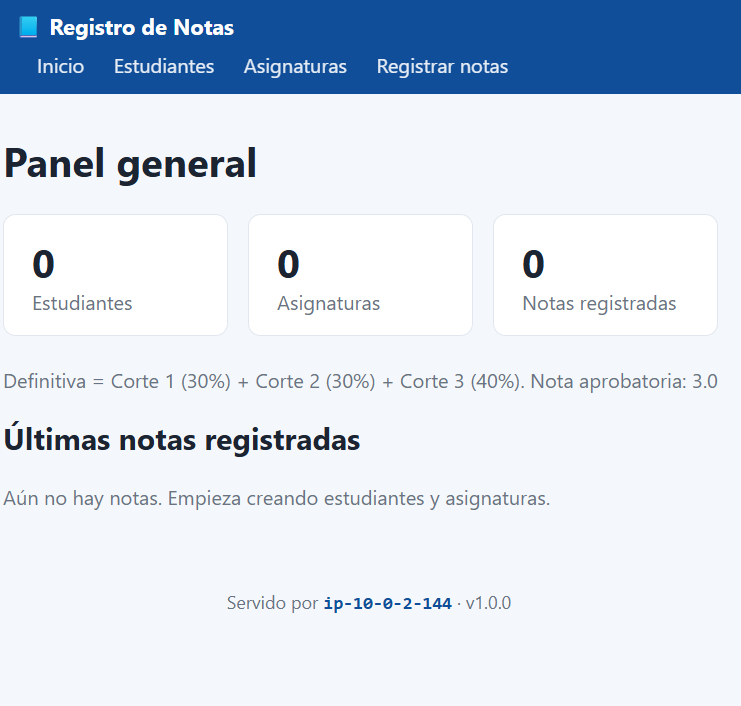 Registro de Notas
Inicio Estudiantes Asignaturas Registrar notas
Panel general
0
Estudiantes
0
Asignaturas
0
Notas registradas
Definitiva = Corte 1 (30%) + Corte 2 (30%) + Corte 3 (40%). Nota aprobatoria: 3.0
Últimas notas registradas
Aún no hay notas. Empieza creando estudiantes y asignaturas.
Servido por ip-10-0-2-144 · v1.0.0